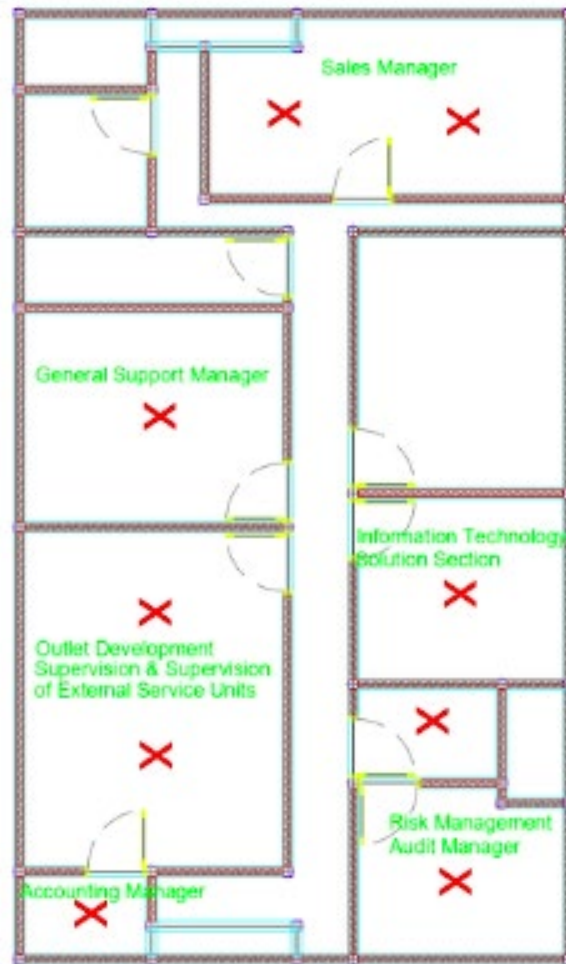 Sales Manager
General Support Manager
Information Technology
Solution Section
Outlet Development
Supervision & Supervision
of External Service Units
Risk Management
Audit Manager
Accounting Manager